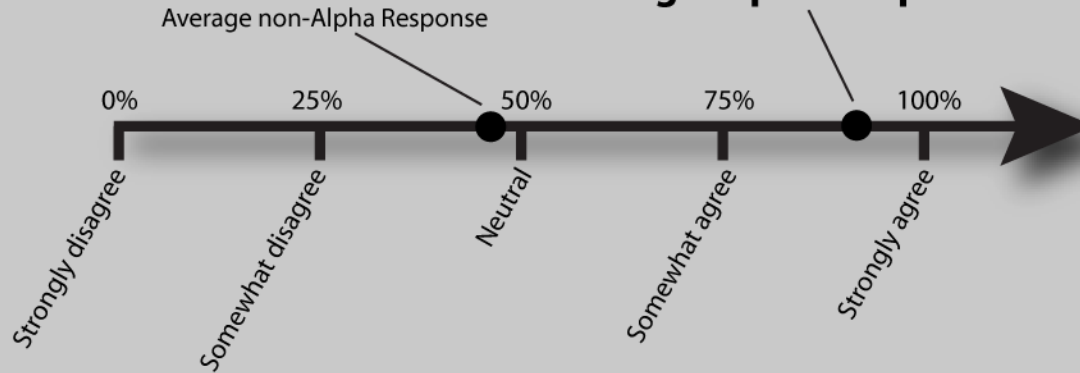 Average non-Alpha Response
0% 25% 50% 75% 100%
Strongly disagree
Somewhat disagree
Neutral
Somewhat agree
Strongly agree